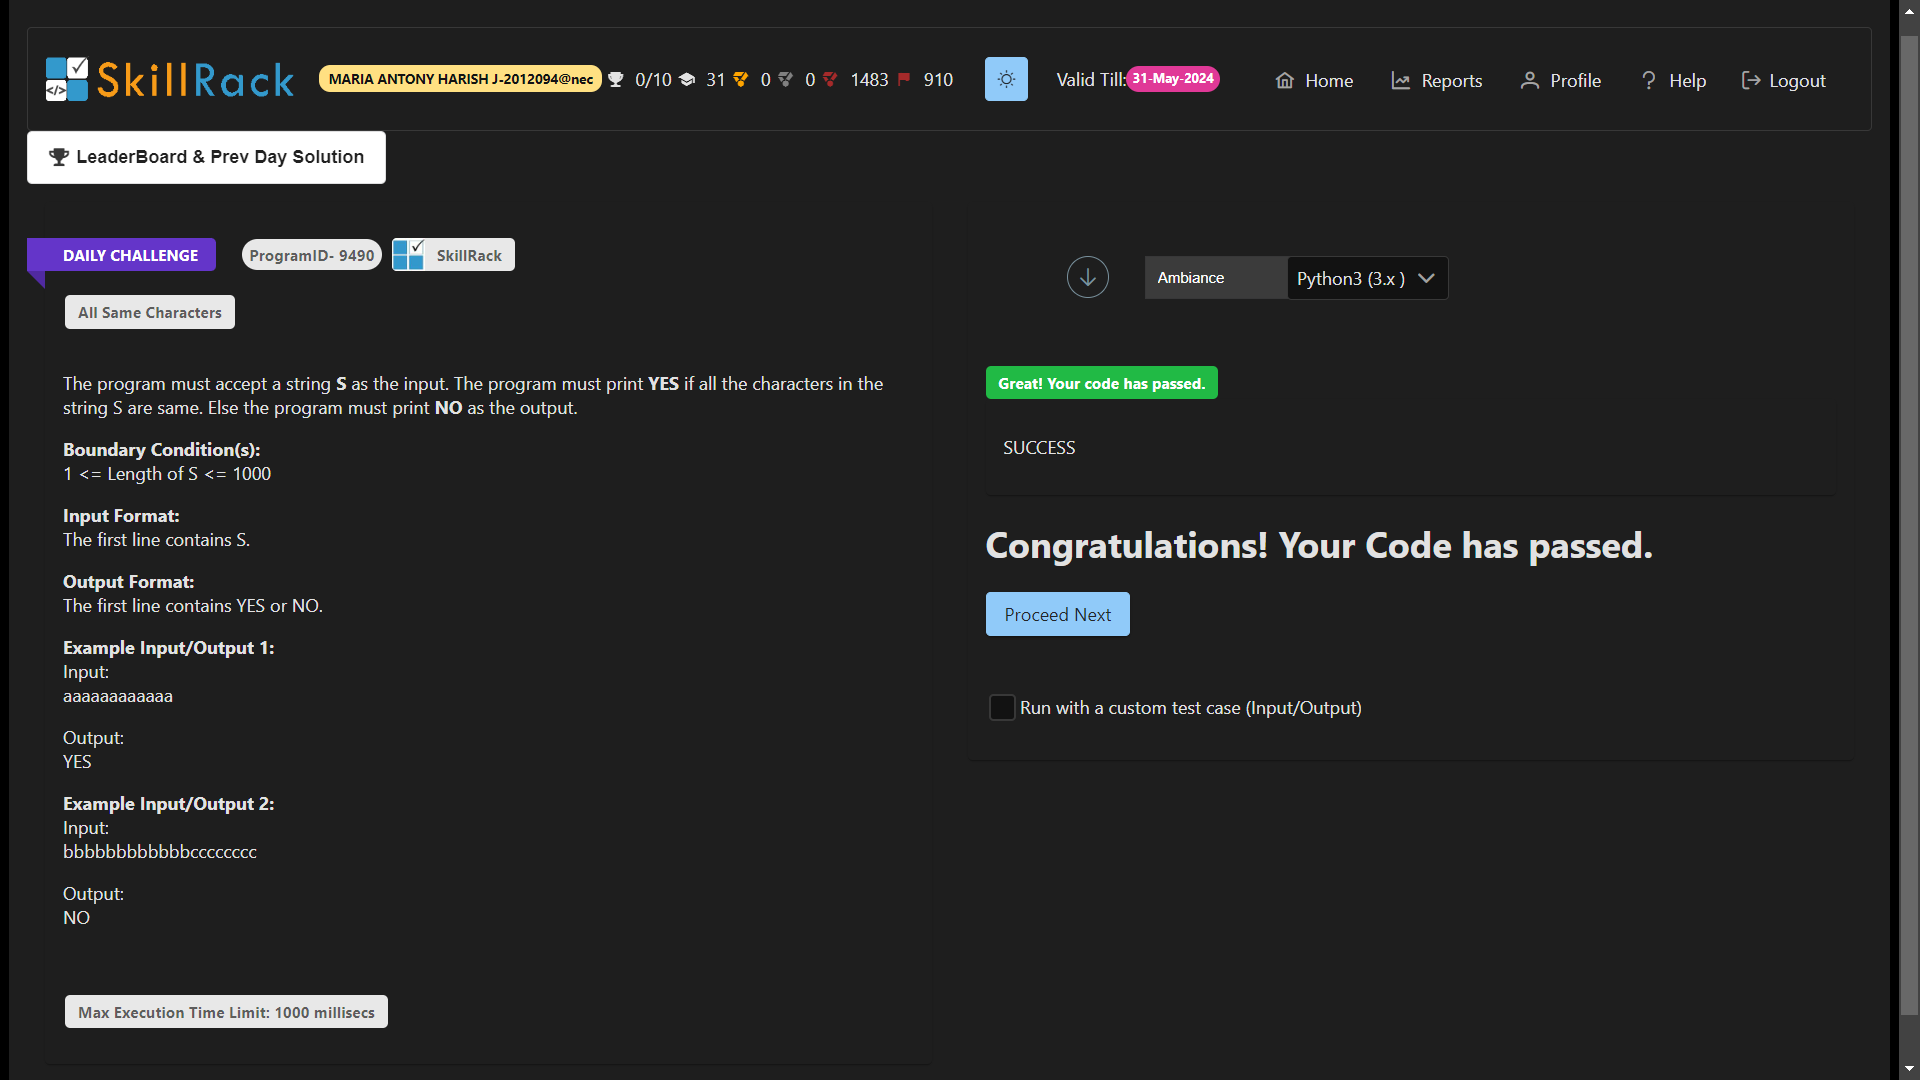 SkillRack
MARIA ANTONY HARISH J-2012094@nec 0/10 31 0 0 1483 910
Valid Till: 31-May-2024
Home Reports Profile ? Help Logout
LeaderBoard & Prev Day Solution
DAILY CHALLENGE
ProgramID- 9490
SkillRack
All Same Characters
The program must accept a string S as the input. The program must print YES if all the characters in the
string S are same. Else the program must print NO as the output.
Boundary Condition(s):
1 <= Length of S <= 1000
Input Format:
The first line contains S.
Output Format:
The first line contains YES or NO.
Example Input/Output 1:
Input:
aaaaaaaaaaaa
Output:
YES
Example Input/Output 2:
Input:
bbbbbbbbbbbbcccccccc
Output:
NO
Max Execution Time Limit: 1000 millisecs
Ambiance
Python3 (3.x )
Great! Your code has passed.
SUCCESS
Congratulations! Your Code has passed.
Proceed Next
Run with a custom test case (Input/Output)